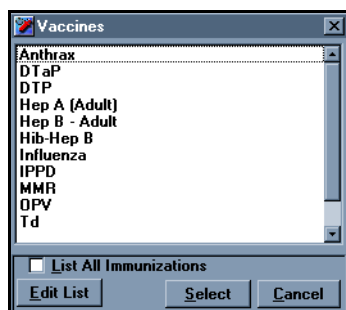 Vaccines
Anthrax
DTaP
DTP
Hep A (Adult)
Hep B - Adult
Hib-Hep B
Influenza
IPPD
MMR
OPV
Td
List All Immunizations
Edit List Select Cancel